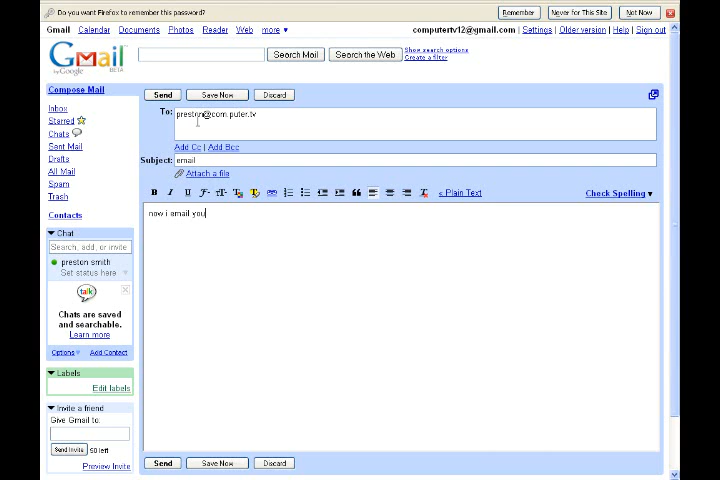 Do you want Firefox to remember this password?
Remember
Never for This Site
Not Now
Gmail Calendar Documents Photos Reader Web more ▼
computertv12@gmail.com | Settings | Older version | Help | Sign out
Gmail
by Google BETA
Search Mail
Search the Web
Show search options
Create a filter
Compose Mail
Inbox
Starred
Chats
Sent Mail
Drafts
All Mail
Spam
Trash
Contacts
Chat
Search, add, or invite
preston smith
Set status here
talk
Chats are saved
and searchable.
Learn more
Options
Add Contact
Labels
Edit labels
Invite a friend
Give Gmail to:
Send Invite
50 left
Preview Invite
Send
Save Now
Discard
To:
preston@com.puter.tv
Add Cc | Add Bcc
Subject:
email
Attach a file
B I U
« Plain Text
Check Spelling ▼
now i email you
Send
Save Now
Discard